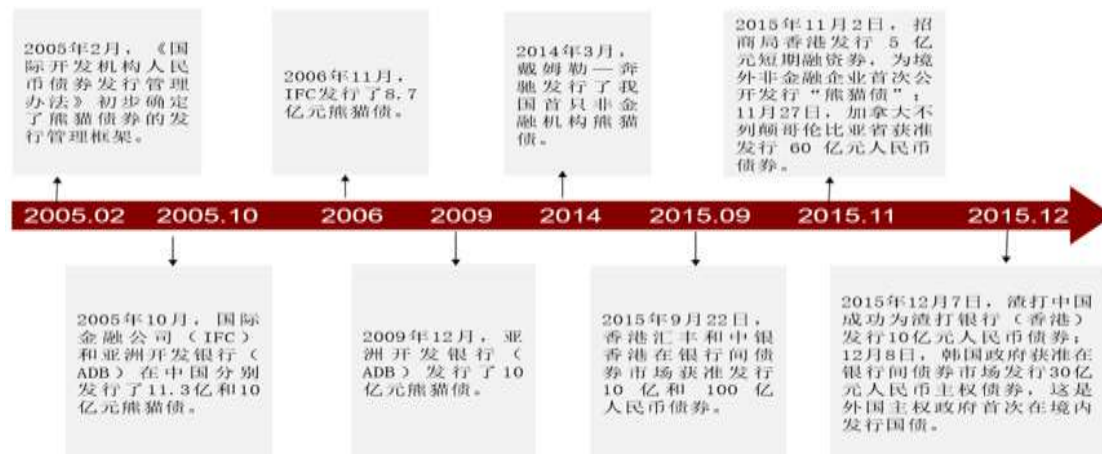 2005年2月，《国
际开发机构人民
币债券发行管理
办法》初步确定
了熊猫债券的发
行管理框架。
2006年11月，
IFC发行了8.7
亿元熊猫债。
2014年3月，
戴姆勒—奔
驰发行了我
国首只非金
融机构熊猫
债。
2015年11月2日，招
商局香港发行 5 亿
元短期融资券，为境
外非金融企业首次公
开发行“熊猫债”；
11月27日，加拿大不
列颠哥伦比亚省获准
发行 60 亿元人民币
债券。
2005.02 2005.10 2006 2009 2014 2015.09 2015.11 2015.12
2005年10月，国际
金融公司（IFC）
和亚洲开发银行（
ADB）在中国分别
发行了11.3亿和10
亿元熊猫债。
2009年12月，亚
洲开发银行（
ADB）发行了10
亿元熊猫债。
2015年9月22日，
香港汇丰和中银
香港在银行间债
券市场获准发行
10 亿和 100 亿
人民币债券。
2015年12月7日，渣打中国
成功为渣打银行（香港）
发行10亿元人民币债券；
12月8日，韩国政府获准在
银行间债券市场发行30亿
元人民币主权债券，这是
外国主权政府首次在境内
发行国债。